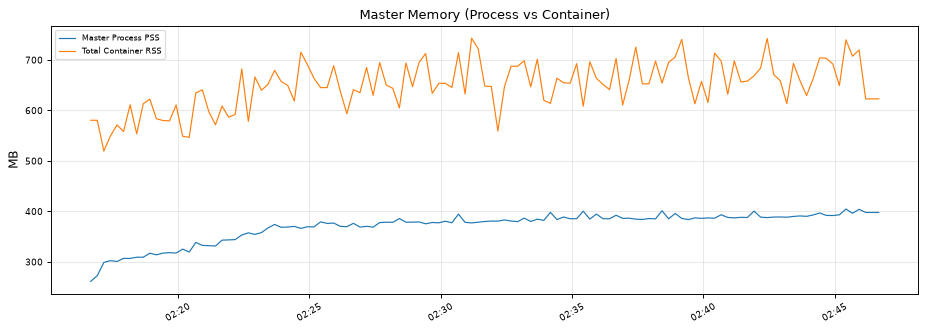 Master Memory (Process vs Container)
Master Process PSS
Total Container RSS
MB
700
600
500
400
300
02:20
02:25
02:30
02:35
02:40
02:45